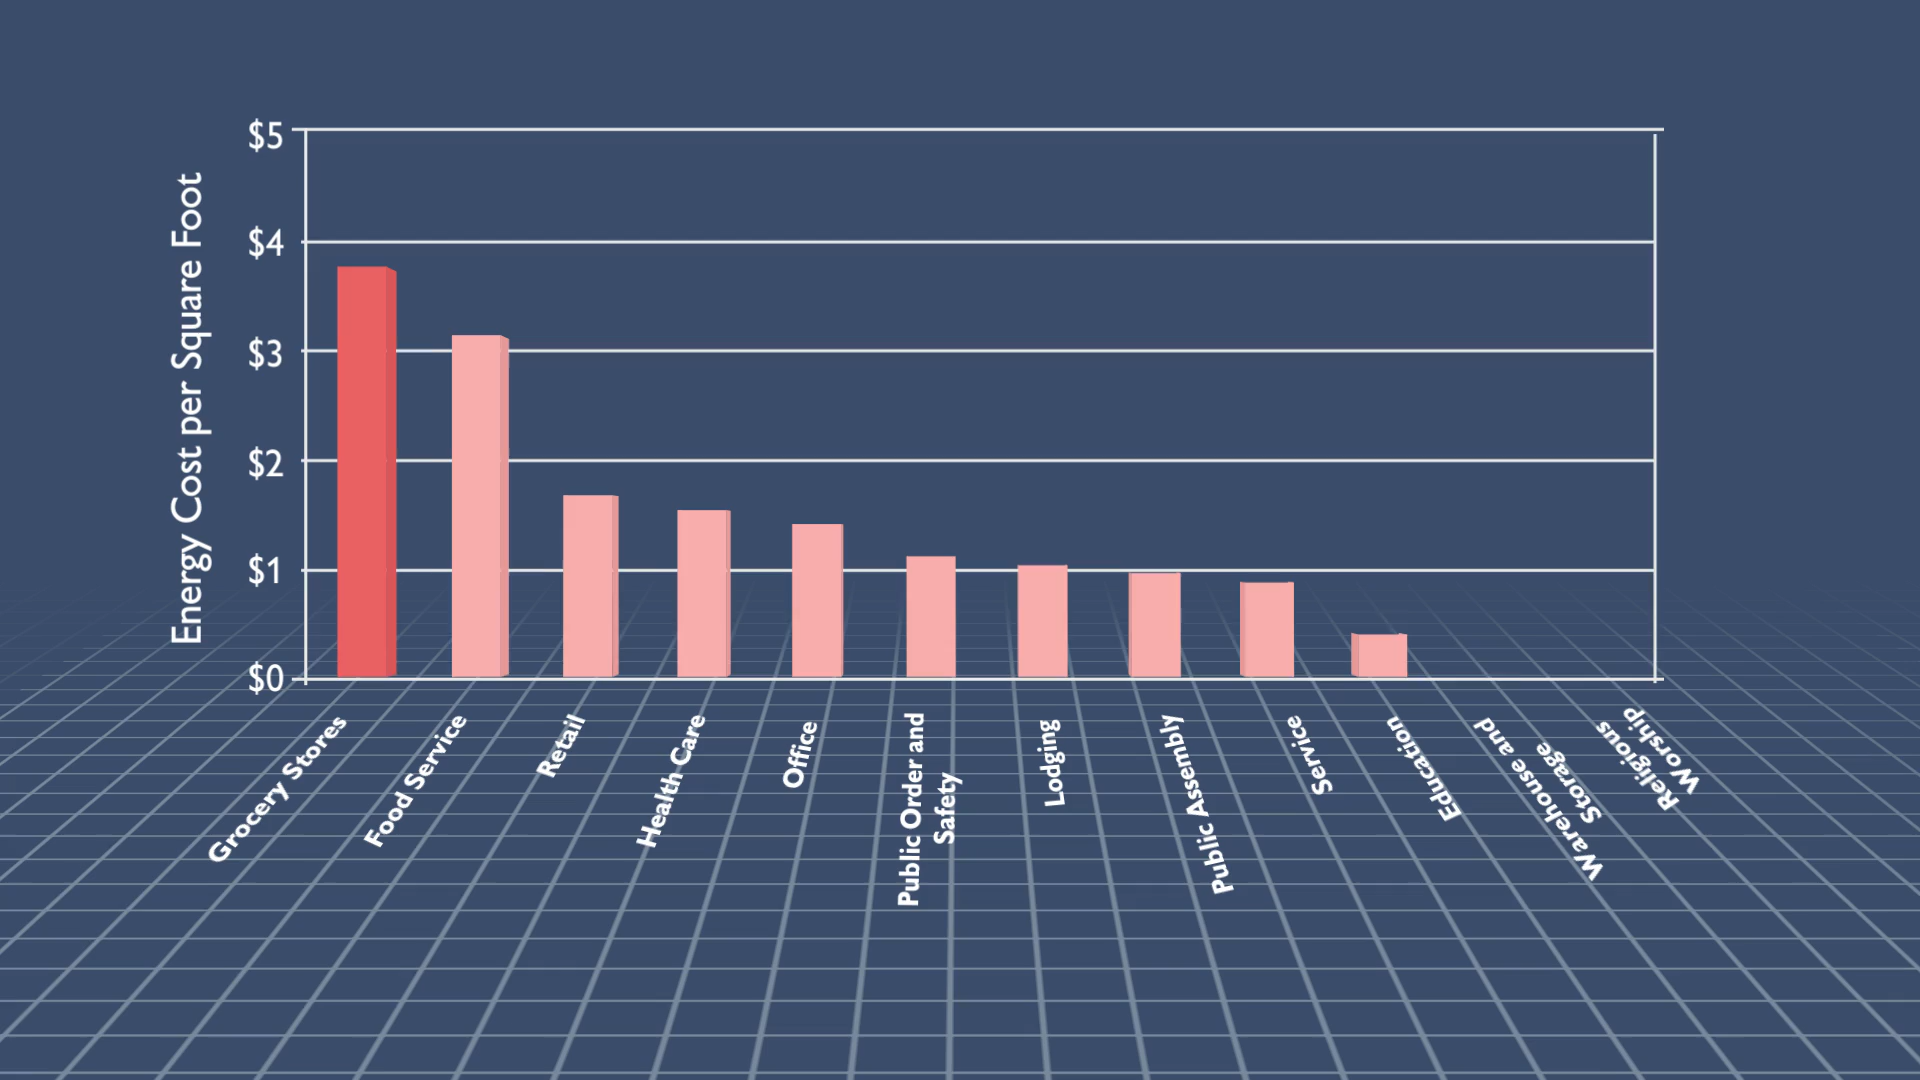 Energy Cost per Square Foot
$5
$4
$3
$2
$1
$0
Grocery Stores
Food Service
Retail
Health Care
Office
Public Order and
Safety
Lodging
Public Assembly
Service
Education
Warehouse and
Storage
Religious
Worship